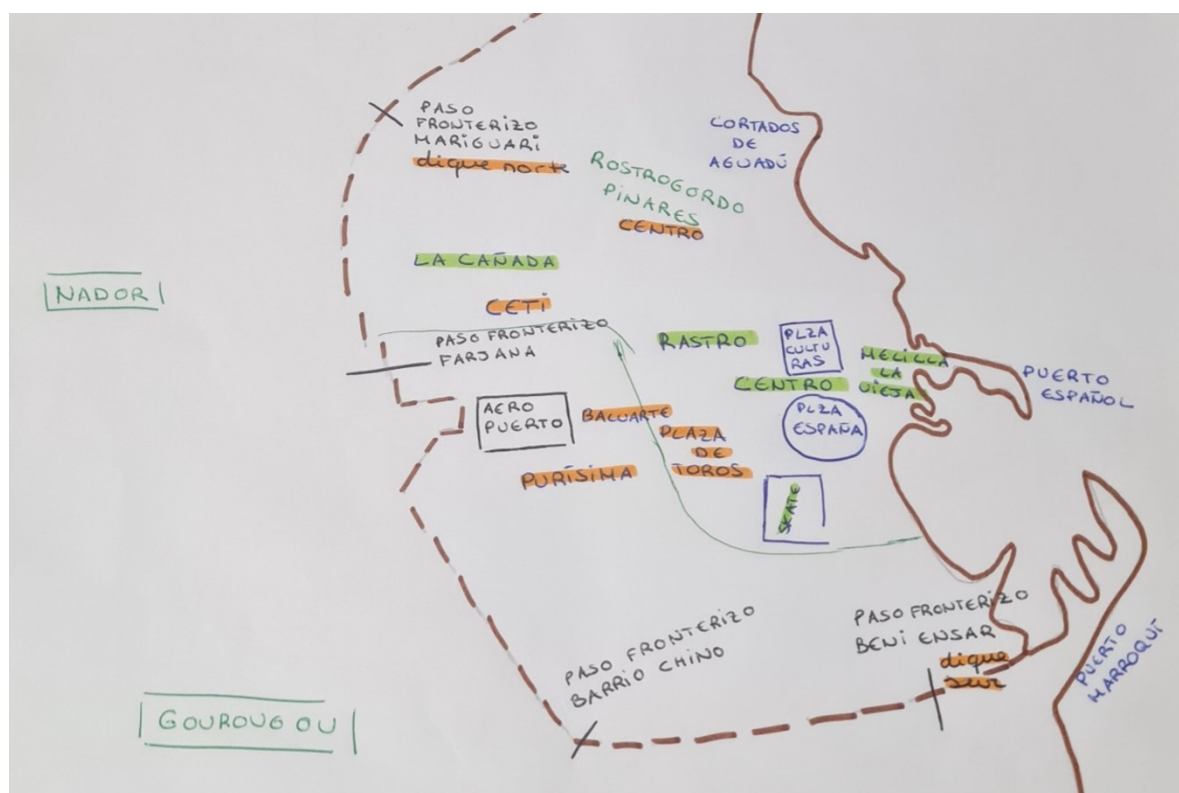 PASO
FRONTERIZO
MARIGUARI
dique norte
CORTADOS
DE
AGUADÚ
ROSTROGORDO
PINARES
CENTRO
LA CAÑADA
NADOR
CETI
PASO FRONTERIZO
FARJANA
RASTRO
PLZA
CULTU
RAS
MELILLA
LA
VIEJA
CENTRO
PUERTO
ESPAÑOL
AERO
PUERTO
BALUARTE
PLZA
ESPAÑA
PLAZA
DE
TOROS
PURÍSIMA
SKATE
PASO FRONTERIZO
BARRIO CHINO
PASO FRONTERIZO
BENI ENSAR
dique
sur
PUERTO
MARROQUÍ
GOUROUGOU